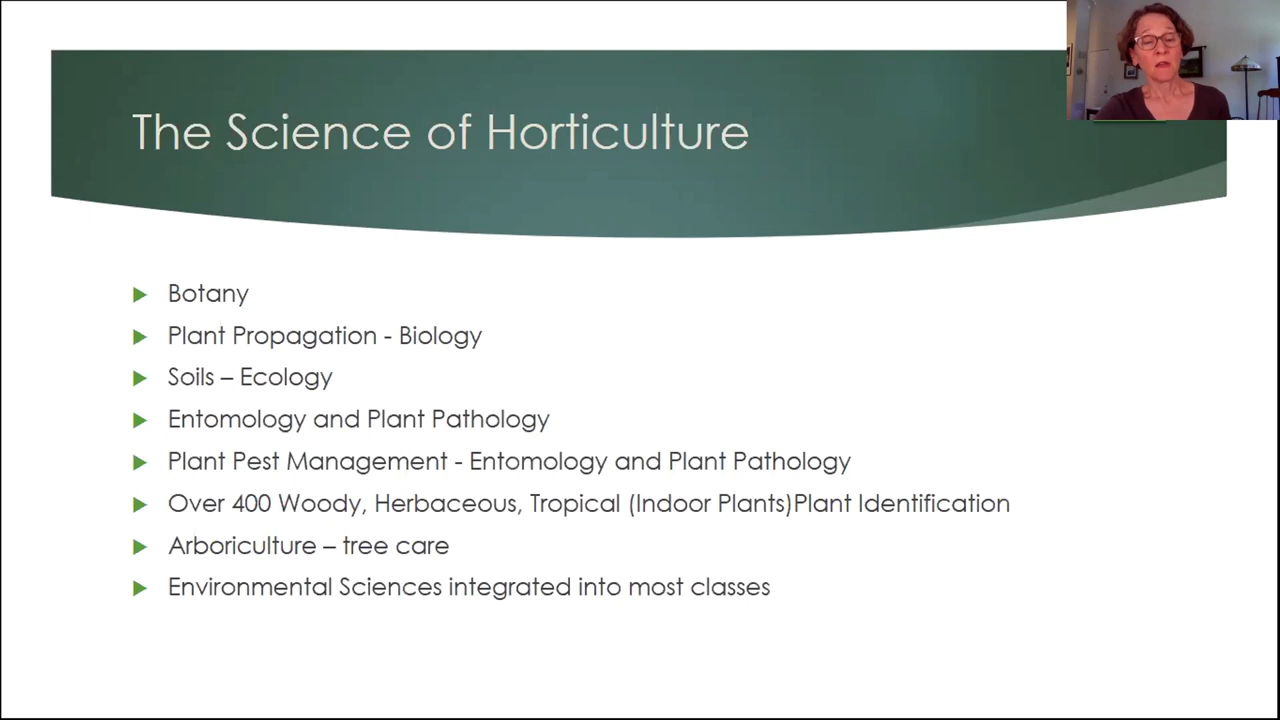 The Science of Horticulture
Botany
Plant Propagation - Biology
Soils – Ecology
Entomology and Plant Pathology
Plant Pest Management - Entomology and Plant Pathology
Over 400 Woody, Herbaceous, Tropical (Indoor Plants)Plant Identification
Arboriculture – tree care
Environmental Sciences integrated into most classes